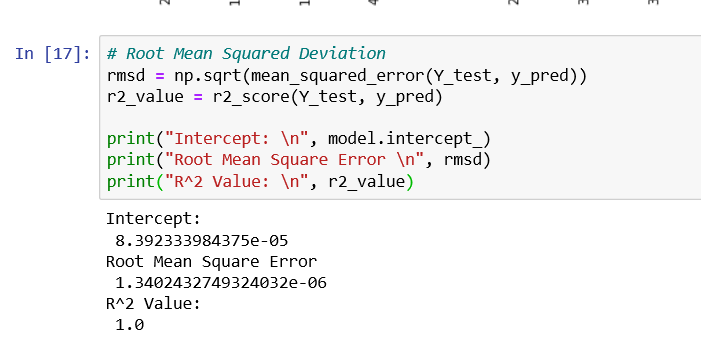 In [17]: # Root Mean Squared Deviation
rmsd = np.sqrt(mean_squared_error(Y_test, y_pred))
r2_value = r2_score(Y_test, y_pred)
print("Intercept: \n", model.intercept_)
print("Root Mean Square Error \n", rmsd)
print("R^2 Value: \n", r2_value)
Intercept:
8.392333984375e-05
Root Mean Square Error
1.3402432749324032e-06
R^2 Value:
1.0